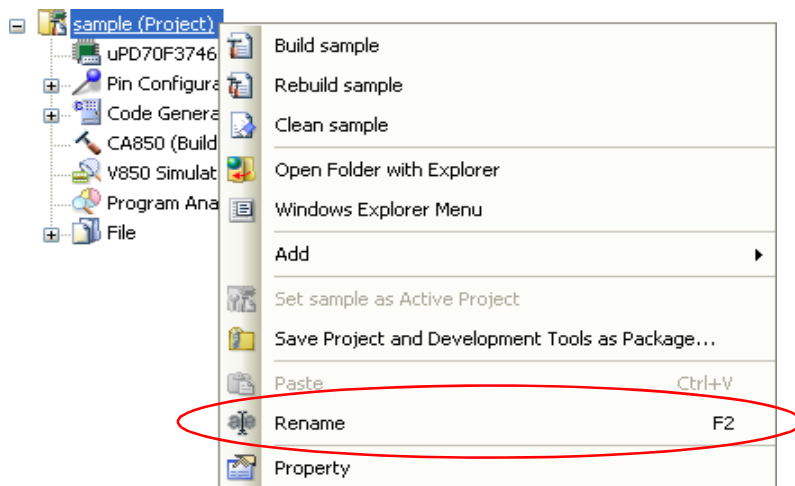 sample (Project)
uPD70F3746
Pin Configura
Code Genera
CA850 (Build
V850 Simulat
Program Ana
File
Build sample
Rebuild sample
Clean sample
Open Folder with Explorer
Windows Explorer Menu
Add
Set sample as Active Project
Save Project and Development Tools as Package...
Paste Ctrl+V
Rename F2
Property